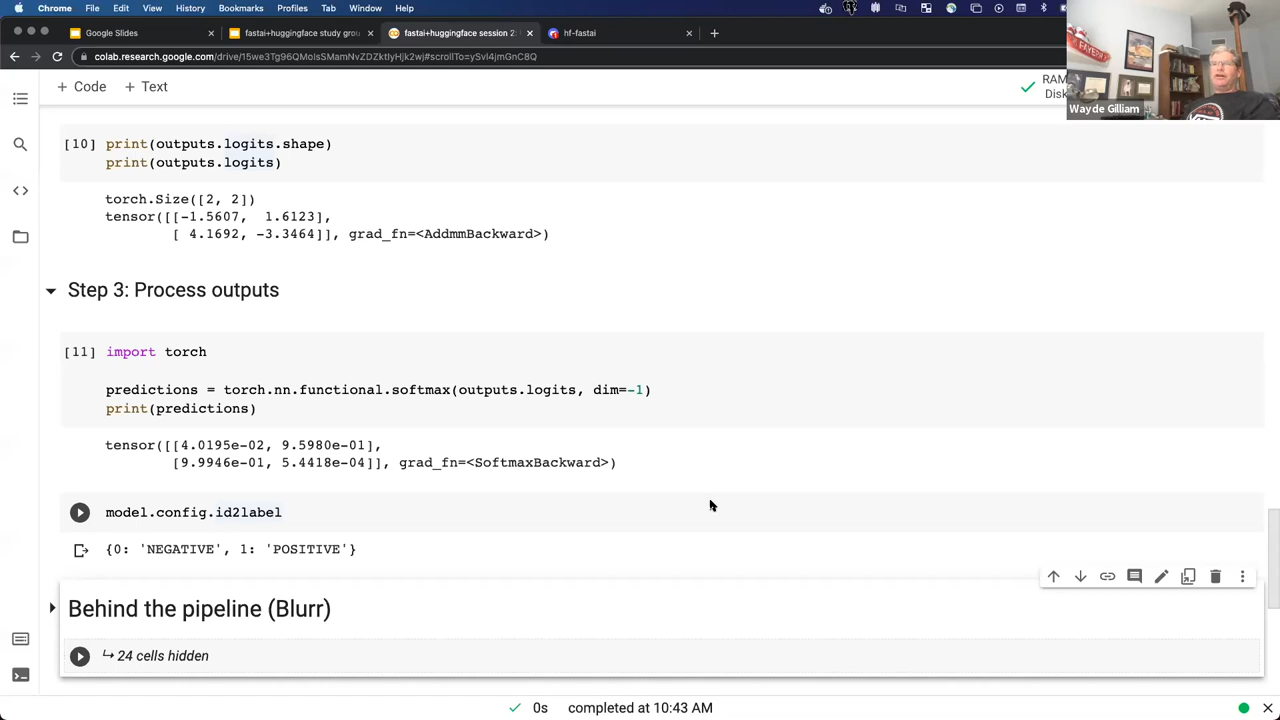 Chrome File Edit View History Bookmarks Profiles Tab Window Help
Google Slides
fastai+huggingface study grou
fastai+huggingface session 2:
hf-fastai
colab.research.google.com/drive/15we3Tg96QMolsSMamNvZDZktlyHjk2wj#scrollTo=ySvl4jmGnC8Q
+ Code + Text
RAM
Disk
Wayde Gilliam
[10] print(outputs.logits.shape)
print(outputs.logits)
torch.Size([2, 2])
tensor([[-1.5607, 1.6123],
[ 4.1692, -3.3464]], grad_fn=<AddmmBackward>)
Step 3: Process outputs
[11] import torch
predictions = torch.nn.functional.softmax(outputs.logits, dim=-1)
print(predictions)
tensor([[4.0195e-02, 9.5980e-01],
[9.9946e-01, 5.4418e-04]], grad_fn=<SoftmaxBackward>)
model.config.id2label
{0: 'NEGATIVE', 1: 'POSITIVE'}
Behind the pipeline (Blurr)
24 cells hidden
0s completed at 10:43 AM